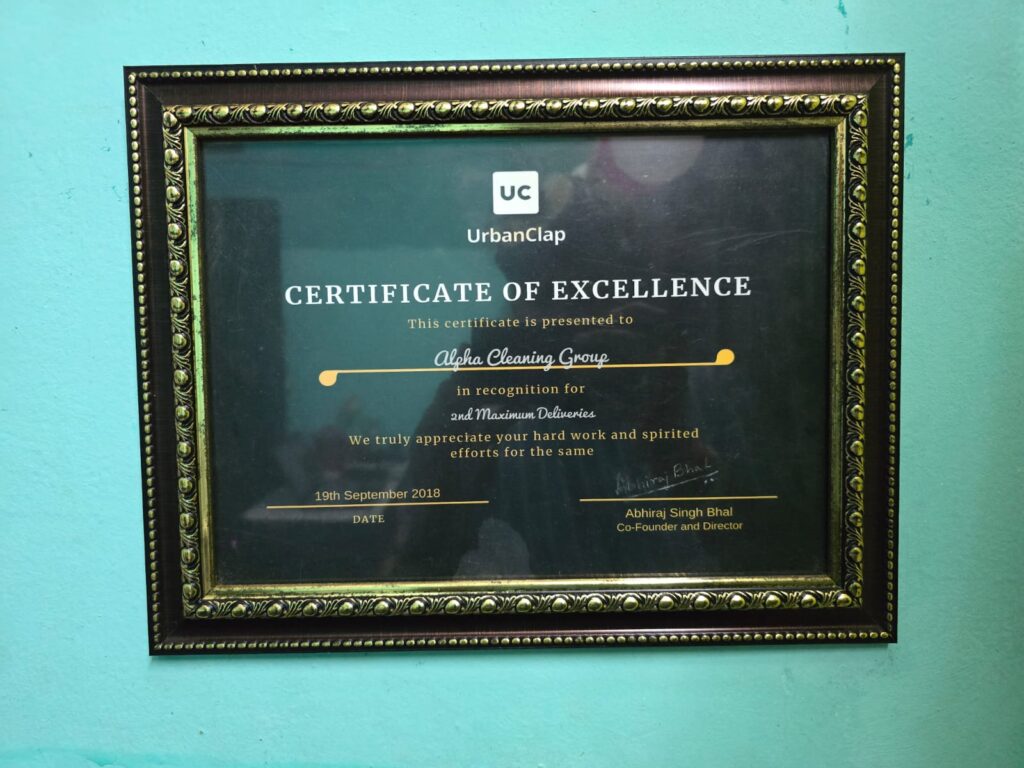 UC
UrbanClap
CERTIFICATE OF EXCELLENCE
This certificate is presented to
Alpha Cleaning Group
in recognition for
2nd Maximum Deliveries
We truly appreciate your hard work and spirited
efforts for the same
Abhiraj Bhal
19th September 2018
DATE
Abhiraj Singh Bhal
Co-Founder and Director